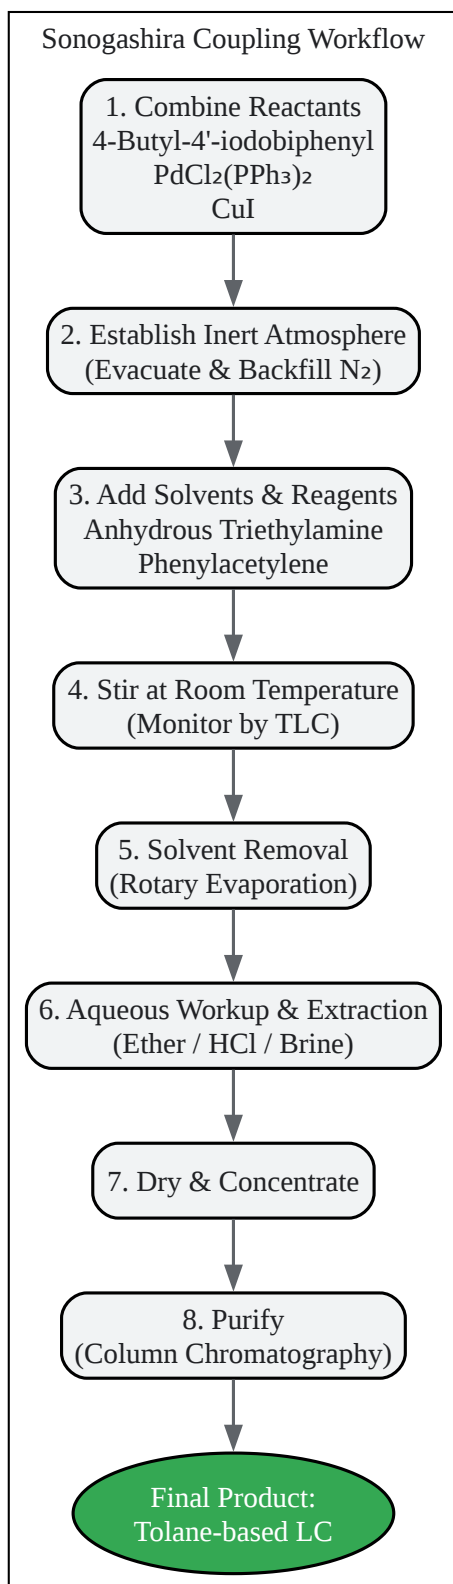 Sonogashira Coupling Workflow
1. Combine Reactants
4-Butyl-4'-iodobiphenyl
PdCl₂(PPh₃)₂
CuI
2. Establish Inert Atmosphere
(Evacuate & Backfill N₂)
3. Add Solvents & Reagents
Anhydrous Triethylamine
Phenylacetylene
4. Stir at Room Temperature
(Monitor by TLC)
5. Solvent Removal
(Rotary Evaporation)
6. Aqueous Workup & Extraction
(Ether / HCl / Brine)
7. Dry & Concentrate
8. Purify
(Column Chromatography)
Final Product:
Tolane-based LC